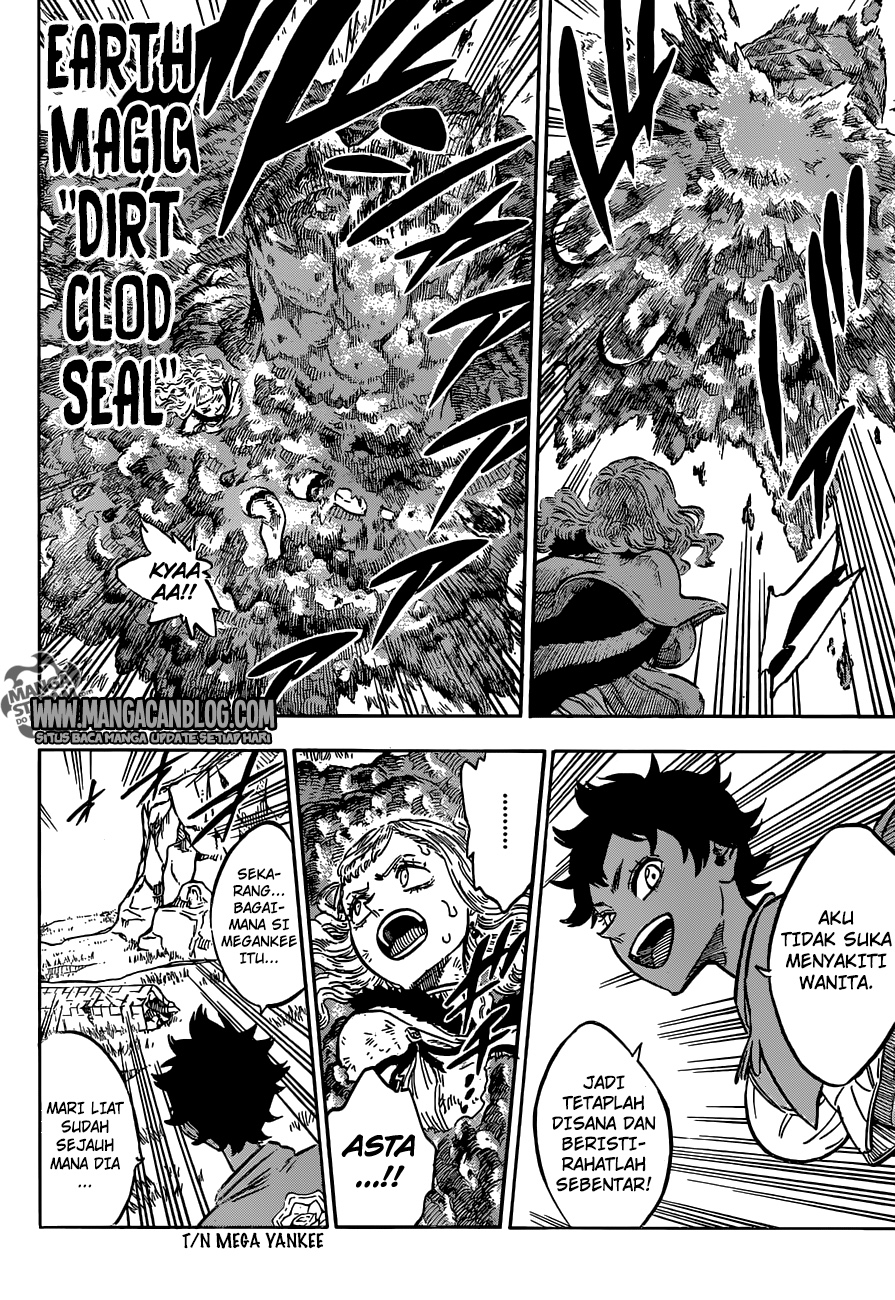 EARTH
MAGIC
"DIRT
CLOD
SEAL"
KYAA
AA!!
MANGA
WWW.MANGACANBLOG.COM
SITUS BACA MANGA UPDATE SETIAP HARI
AKU
TIDAK SUKA
MENYAKITI
WANITA.
JADI
TETAPLAH
DISANA DAN
BERISTI-
RAHATLAH
SEBENTAR!
.........
ASTA
...!!
SEKA-
RANG...
BAGAI-
MANA SI
MEGANKEE
ITU...
MARI LIAT
SUDAH
SEJAUH
MANA DIA
...
T/N MEGA YANKEE